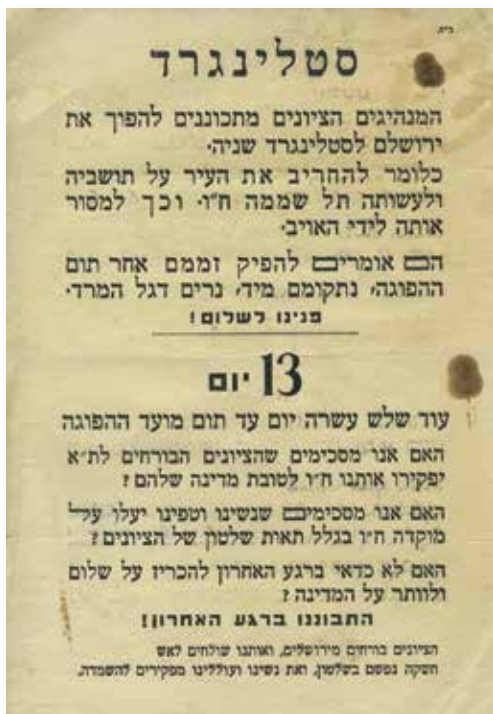 ב״ה.
סטלינגרד
המנהיגים הציונים מתכוננים להפוך את
ירושלם לסטלינגרד שניה.
כלומר להחריב את העיר על תושביה
ולעשותה תל שממה ח״ו. וכך למסור
אותה לידי האויב.
הם אומרים להפיק זממם אחר תום
ההפוגה, נתקומם מיד, נרים דגל המרד.
פנינו לשלום!
13 יום
עוד שלש עשרה יום עד תום מועד ההפוגה
האם אנו מסכימים שהציונים הבורחים לת״א
יפקירו אותנו ח״ו לטובת מדינה שלהם?
האם אנו מסכימים שנשינו וטפינו יעלו על
מוקדה ח״ו בגלל תאות שלטון של הציונים?
האם לא כדאי ברגע האחרון להכריז על שלום
ולוותר על המדינה?
התבוננו ברגע האחרון!
הציונים בורחים מירושלים, ואותנו שולחים לאש
חשקה נפשם בשלטון, ואת נשינו ועוללינו מפקירים להשמדה.